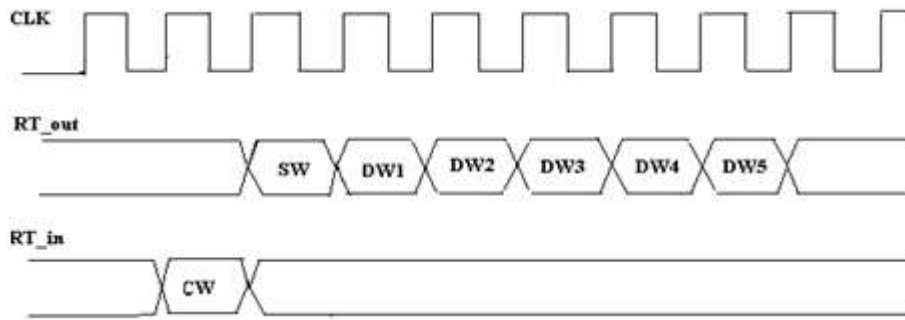 CLK
RT_out
SW DW1 DW2 DW3 DW4 DW5
RT_in
CW